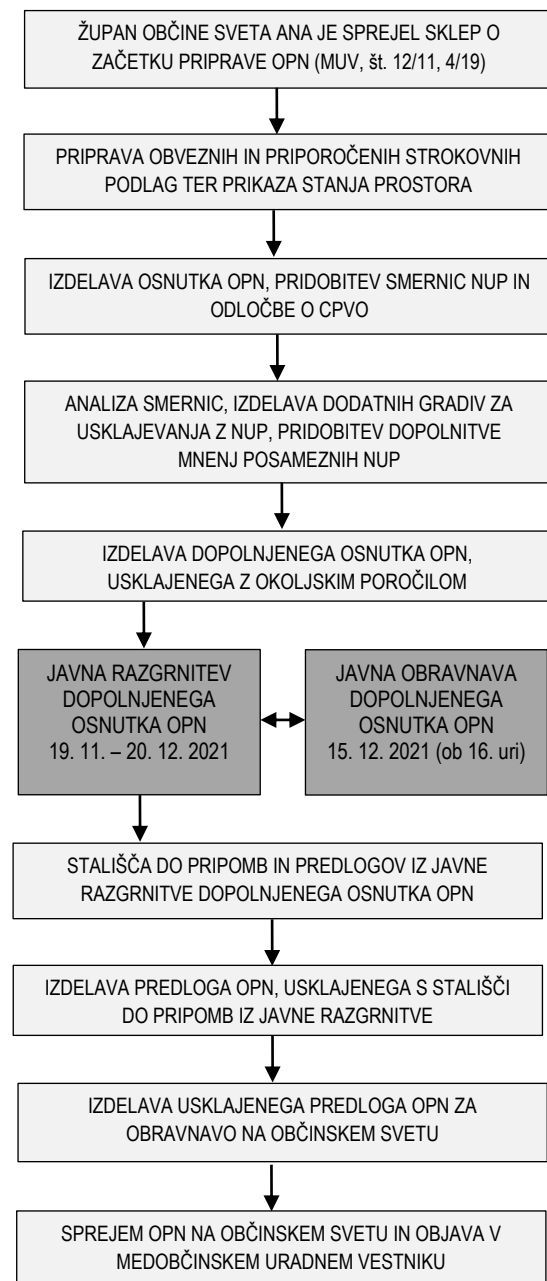 ŽUPAN OBČINE SVETA ANA JE SPREJEL SKLEP O
ZAČETKU PRIPRAVE OPN (MUV, št. 12/11, 4/19)
PRIPRAVA OBVEZNIH IN PRIPOROČENIH STROKOVNIH
PODLAG TER PRIKAZA STANJA PROSTORA
IZDELAVA OSNUTKA OPN, PRIDOBITEV SMERNIC NUP IN
ODLOČBE O CPVO
ANALIZA SMERNIC, IZDELAVA DODATNIH GRADIV ZA
USKLAJEVANJA Z NUP, PRIDOBITEV DOPOLNITVE
MNENJ POSAMEZNIH NUP
IZDELAVA DOPOLNJENEGA OSNUTKA OPN,
USKLAJENEGA Z OKOLJSKIM POROČILOM
JAVNA RAZGRNITEV
DOPOLNJENEGA
OSNUTKA OPN
19. 11. – 20. 12. 2021
JAVNA OBRAVNAVA
DOPOLNJENEGA
OSNUTKA OPN
15. 12. 2021 (ob 16. uri)
STALIŠČA DO PRIPOMB IN PREDLOGOV IZ JAVNE
RAZGRNITVE DOPOLNJENEGA OSNUTKA OPN
IZDELAVA PREDLOGA OPN, USKLAJENEGA S STALIŠČI
DO PRIPOMB IZ JAVNE RAZGRNITVE
IZDELAVA USKLAJENEGA PREDLOGA OPN ZA
OBRAVNAVO NA OBČINSKEM SVETU
SPREJEM OPN NA OBČINSKEM SVETU IN OBJAVA V
MEDOBČINSKEM URADNEM VESTNIKU